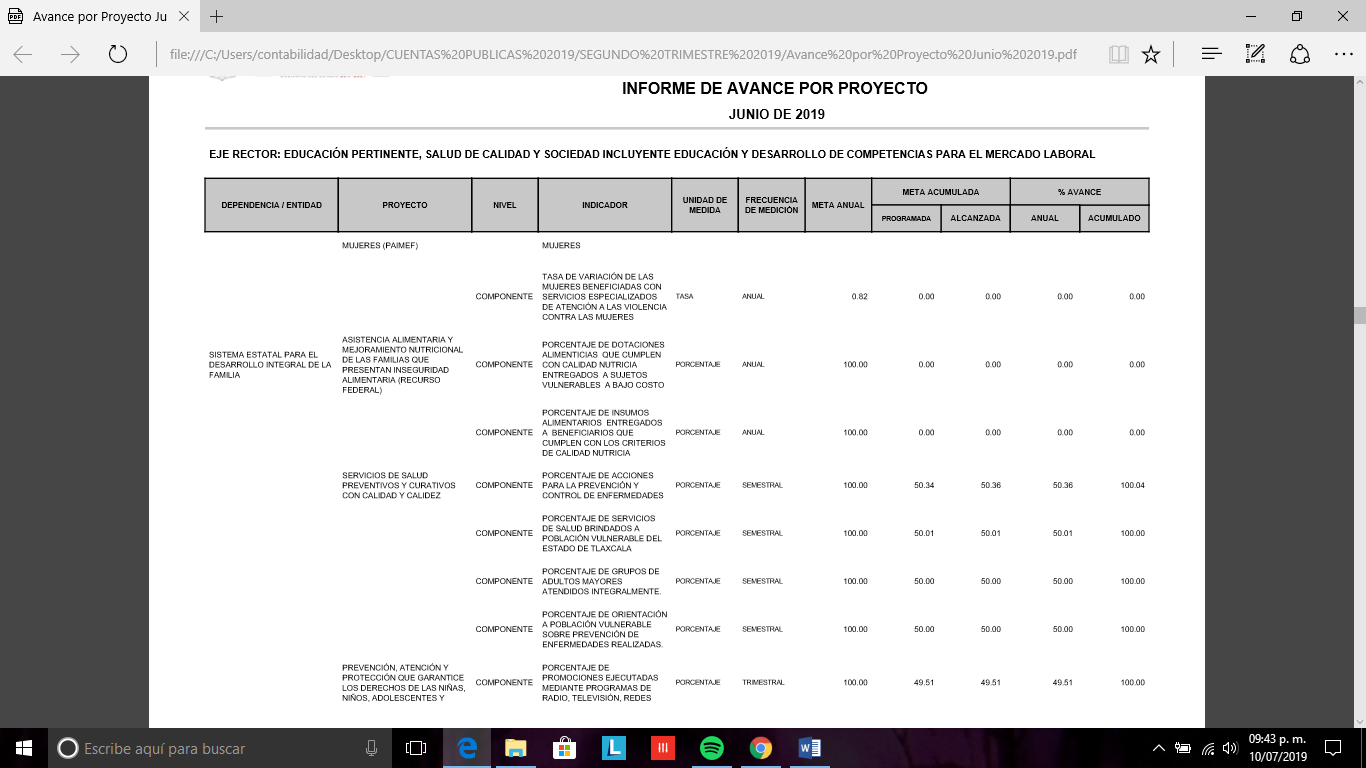 Avance por Proyecto Ju
file:///C:/Users/contabilidad/Desktop/CUENTAS%20PUBLICAS%202019/SEGUNDO%20TRIMESTRE%202019/Avance%20por%20Proyecto%20Junio%202019.pdf
INFORME DE AVANCE POR PROYECTO
JUNIO DE 2019
EJE RECTOR: EDUCACIÓN PERTINENTE, SALUD DE CALIDAD Y SOCIEDAD INCLUYENTE EDUCACIÓN Y DESARROLLO DE COMPETENCIAS PARA EL MERCADO LABORAL
DEPENDENCIA / ENTIDAD
PROYECTO
NIVEL
INDICADOR
UNIDAD DE
MEDIDA
FRECUENCIA
DE MEDICIÓN
META ANUAL
META ACUMULADA
PROGRAMADA
ALCANZADA
% AVANCE
ANUAL
ACUMULADO
MUJERES (PAIMEF)
MUJERES
COMPONENTE
TASA DE VARIACIÓN DE LAS
MUJERES BENEFICIADAS CON
SERVICIOS ESPECIALIZADOS
DE ATENCIÓN A LAS VIOLENCIA
CONTRA LAS MUJERES
TASA
ANUAL
0.82
0.00
0.00
0.00
0.00
SISTEMA ESTATAL PARA EL
DESARROLLO INTEGRAL DE LA
FAMILIA
ASISTENCIA ALIMENTARIA Y
MEJORAMIENTO NUTRICIONAL
DE LAS FAMILIAS QUE
PRESENTAN INSEGURIDAD
ALIMENTARIA (RECURSO
FEDERAL)
COMPONENTE
PORCENTAJE DE DOTACIONES
ALIMENTICIAS QUE CUMPLEN
CON CALIDAD NUTRICIA
ENTREGADOS A SUJETOS
VULNERABLES A BAJO COSTO
PORCENTAJE
ANUAL
100.00
0.00
0.00
0.00
0.00
COMPONENTE
PORCENTAJE DE INSUMOS
ALIMENTARIOS ENTREGADOS
A BENEFICIARIOS QUE
CUMPLEN CON LOS CRITERIOS
DE CALIDAD NUTRICIA
PORCENTAJE
ANUAL
100.00
0.00
0.00
0.00
0.00
SERVICIOS DE SALUD
PREVENTIVOS Y CURATIVOS
CON CALIDAD Y CALIDEZ
COMPONENTE
PORCENTAJE DE ACCIONES
PARA LA PREVENCIÓN Y
CONTROL DE ENFERMEDADES
PORCENTAJE
SEMESTRAL
100.00
50.34
50.36
50.36
100.04
COMPONENTE
PORCENTAJE DE SERVICIOS
DE SALUD BRINDADOS A
POBLACIÓN VULNERABLE DEL
ESTADO DE TLAXCALA
PORCENTAJE
SEMESTRAL
100.00
50.01
50.01
50.01
100.00
COMPONENTE
PORCENTAJE DE GRUPOS DE
ADULTOS MAYORES
ATENDIDOS INTEGRALMENTE.
PORCENTAJE
SEMESTRAL
100.00
50.00
50.00
50.00
100.00
COMPONENTE
PORCENTAJE DE ORIENTACIÓN
A POBLACIÓN VULNERABLE
SOBRE PREVENCIÓN DE
ENFERMEDADES REALIZADAS.
PORCENTAJE
SEMESTRAL
100.00
50.00
50.00
50.00
100.00
PREVENCIÓN, ATENCIÓN Y
PROTECCIÓN QUE GARANTICE
LOS DERECHOS DE LAS NIÑAS,
NIÑOS, ADOLESCENTES Y
COMPONENTE
PORCENTAJE DE
PROMOCIONES EJECUTADAS
MEDIANTE PROGRAMAS DE
RADIO, TELEVISIÓN, REDES
PORCENTAJE
TRIMESTRAL
100.00
49.51
49.51
49.51
100.00
Escribe aquí para buscar
09:43 p. m.
10/07/2019